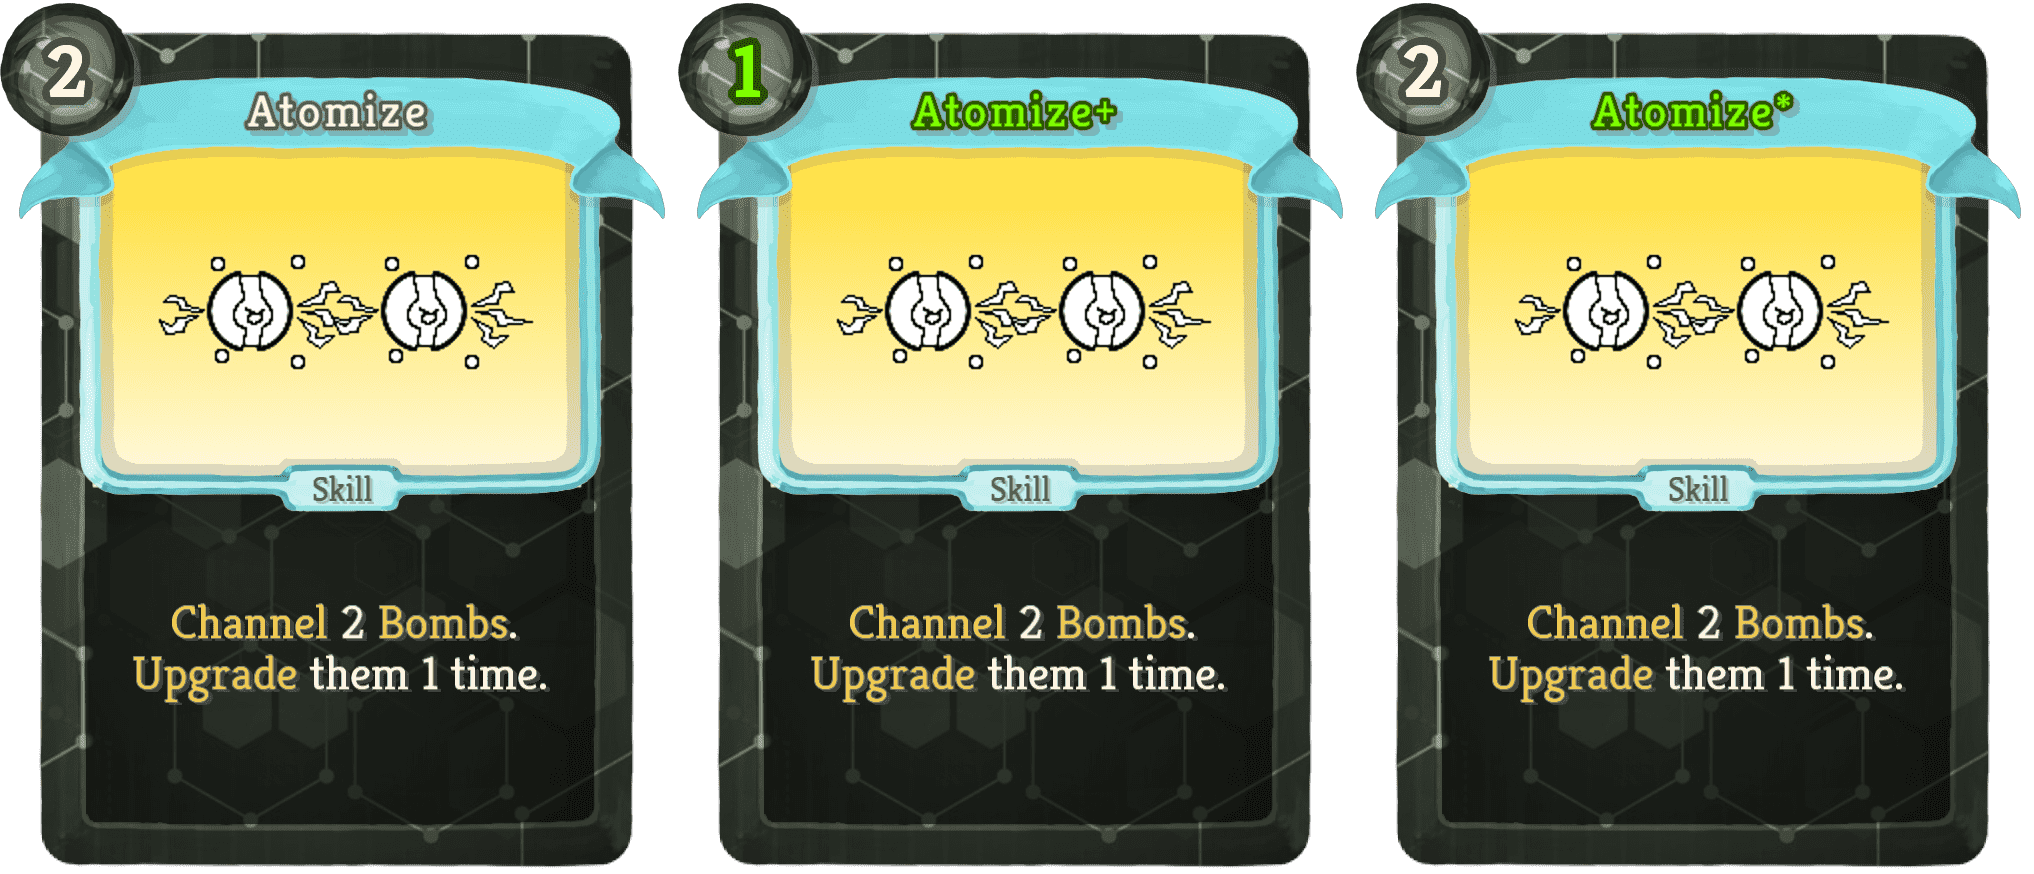 2
Atomize
Skill
Channel 2 Bombs.
Upgrade them 1 time.
1
Atomize+
Skill
Channel 2 Bombs.
Upgrade them 1 time.
2
Atomize*
Skill
Channel 2 Bombs.
Upgrade them 1 time.